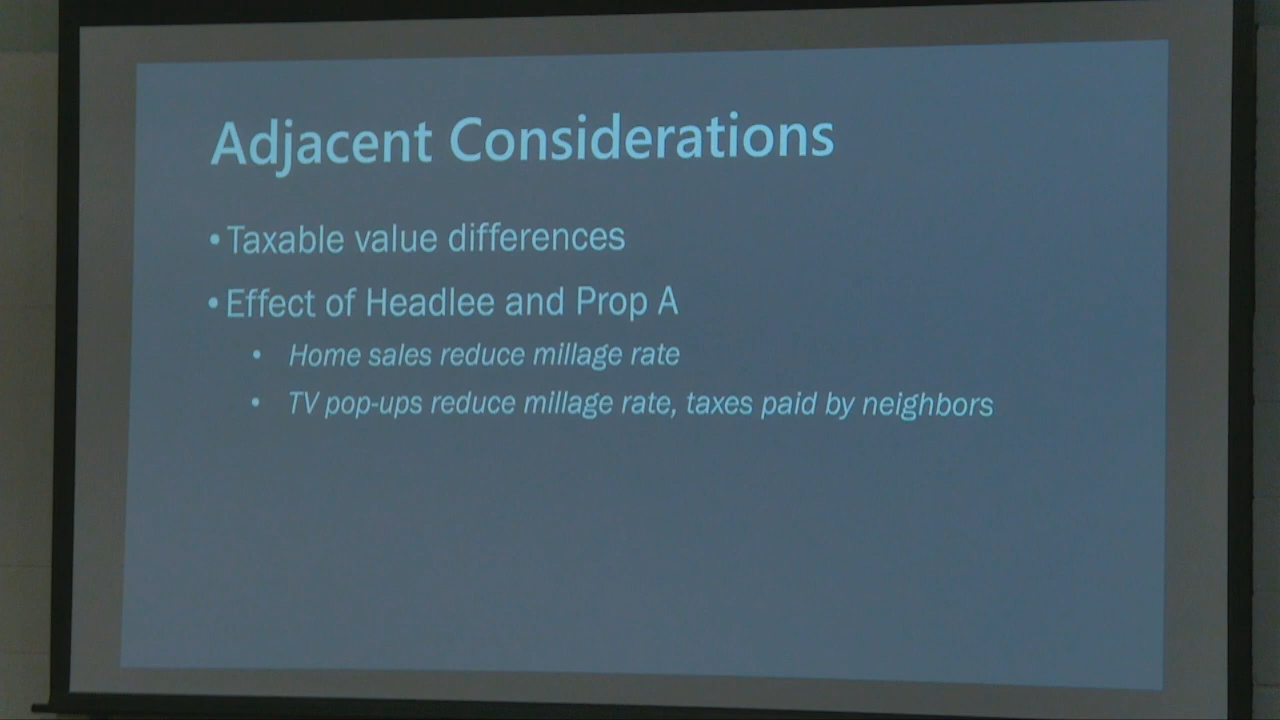 Adjacent Considerations
• Taxable value differences
• Effect of Headlee and Prop A
• Home sales reduce millage rate
• TV pop-ups reduce millage rate, taxes paid by neighbors